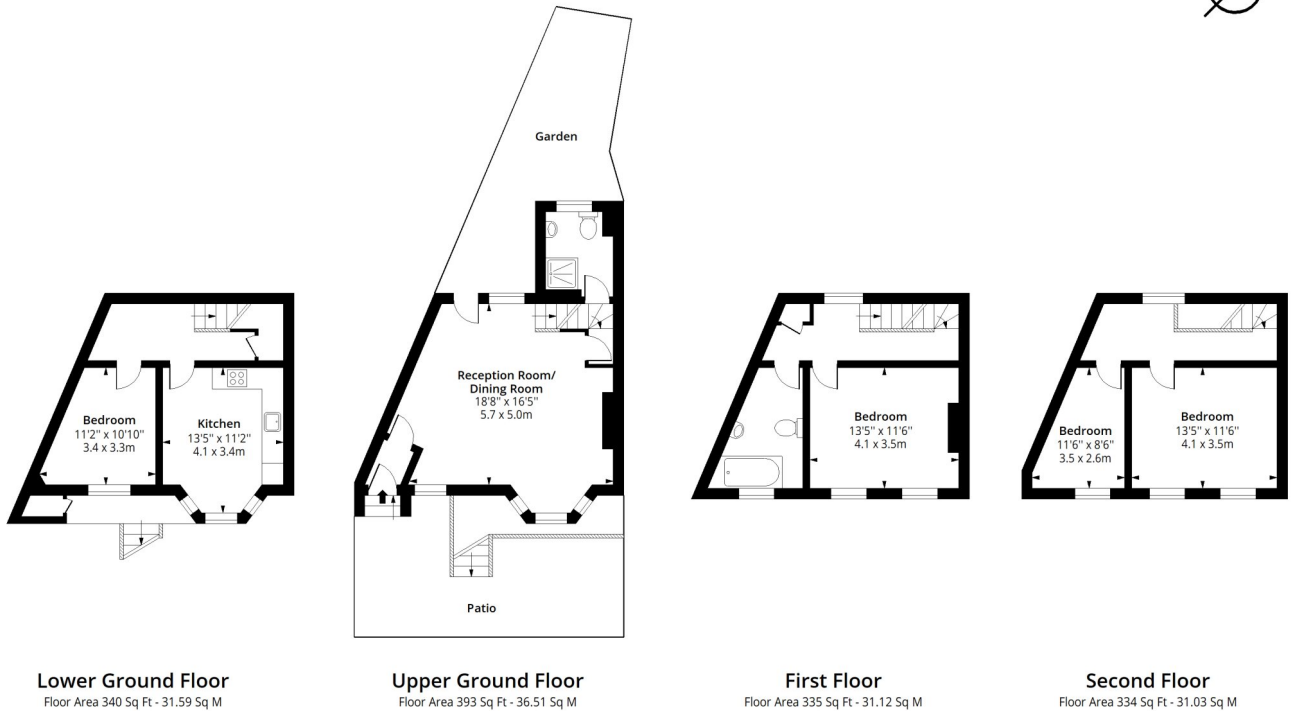 Garden
Bedroom
11'2" x 10'10"
3.4 x 3.3m
Kitchen
13'5" x 11'2"
4.1 x 3.4m
Reception Room/
Dining Room
18'8" x 16'5"
5.7 x 5.0m
Patio
Bedroom
13'5" x 11'6"
4.1 x 3.5m
Bedroom
11'6" x 8'6"
3.5 x 2.6m
Bedroom
13'5" x 11'6"
4.1 x 3.5m
Lower Ground Floor
Floor Area 340 Sq Ft - 31.59 Sq M
Upper Ground Floor
Floor Area 393 Sq Ft - 36.51 Sq M
First Floor
Floor Area 335 Sq Ft - 31.12 Sq M
Second Floor
Floor Area 334 Sq Ft - 31.03 Sq M